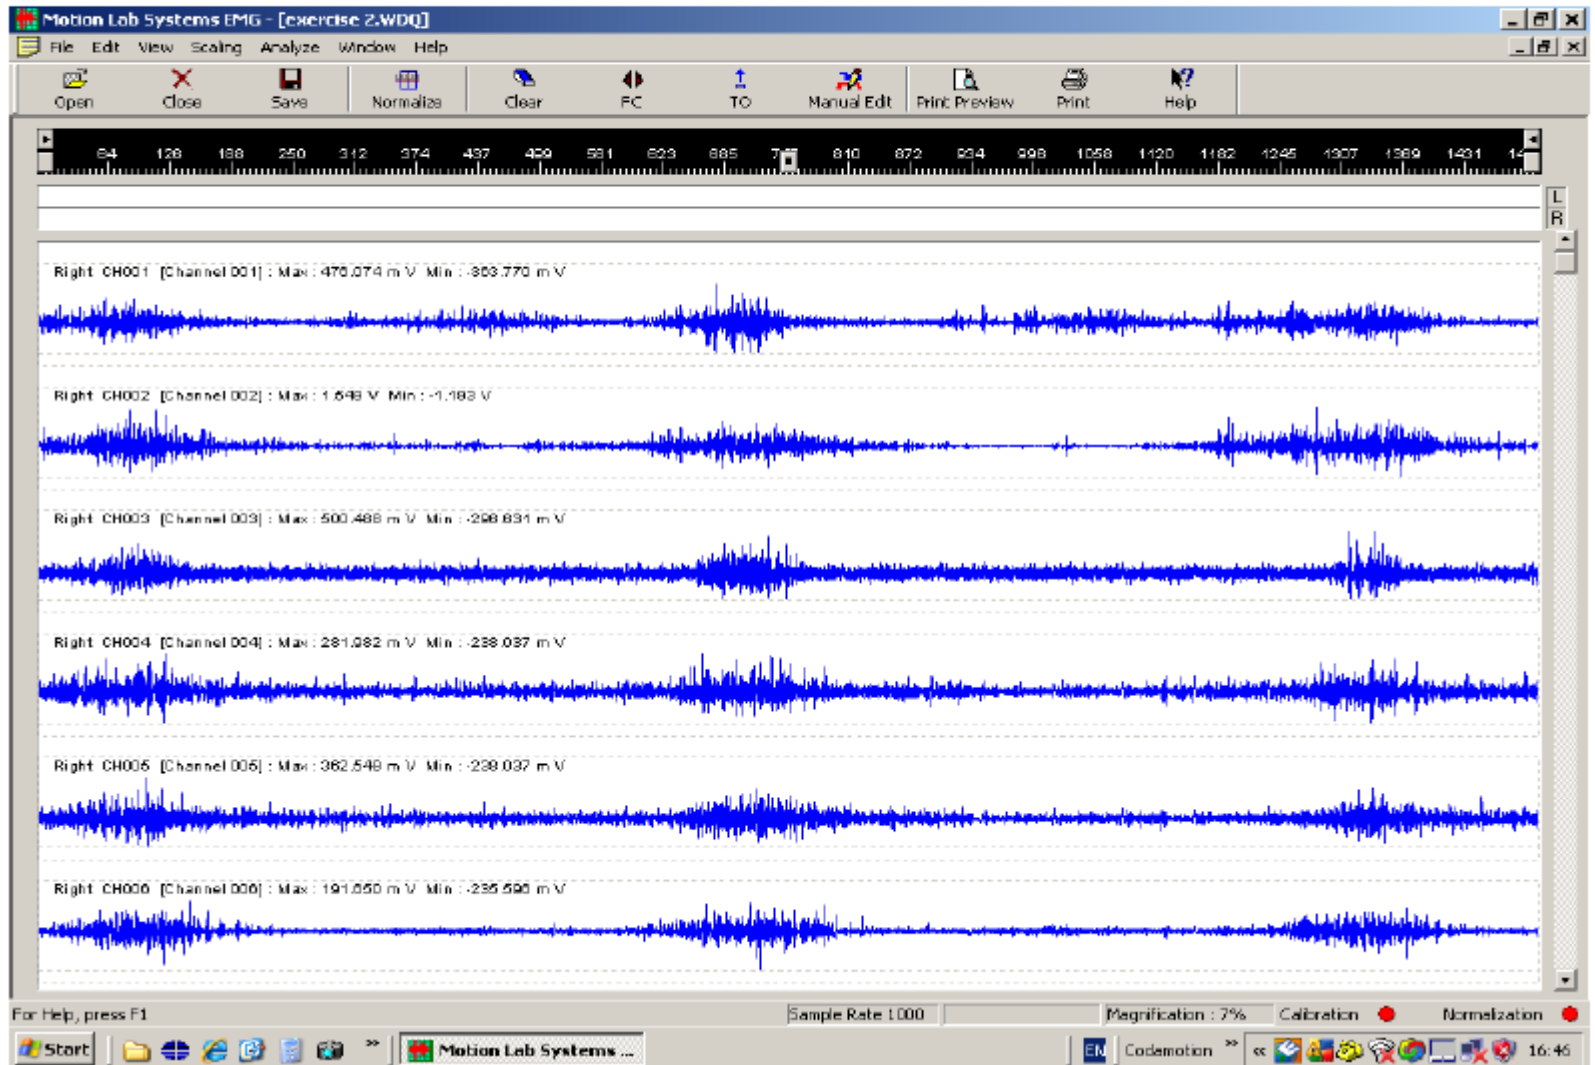 Motion Lab Systems EMG - [exercise 2.WDQ]
File Edit View Scaling Analyze Window Help
Open Close Save Normalize Clear FC TO Manual Edit Print Preview Print Help
64 126 188 250 312 374 437 499 561 623 685 810 872 934 996 1058 1120 1182 1245 1307 1369 1431
L
R
Right CH001 [Channel 001] : Max : 476.074 m V Min : -363.770 m V
Right CH002 [Channel 002] : Max : 1.648 V Min : -1.193 V
Right CH003 [Channel 003] : Max : 500.488 m V Min : -296.631 m V
Right CH004 [Channel 004] : Max : 281.982 m V Min : -238.037 m V
Right CH005 [Channel 005] : Max : 362.549 m V Min : -238.037 m V
Right CH006 [Channel 006] : Max : 191.650 m V Min : -235.596 m V
For Help, press F1 Sample Rate 1000 Magnification : 7% Calibration Normalization
Start Motion Lab Systems ... EN Codamotion 16:46